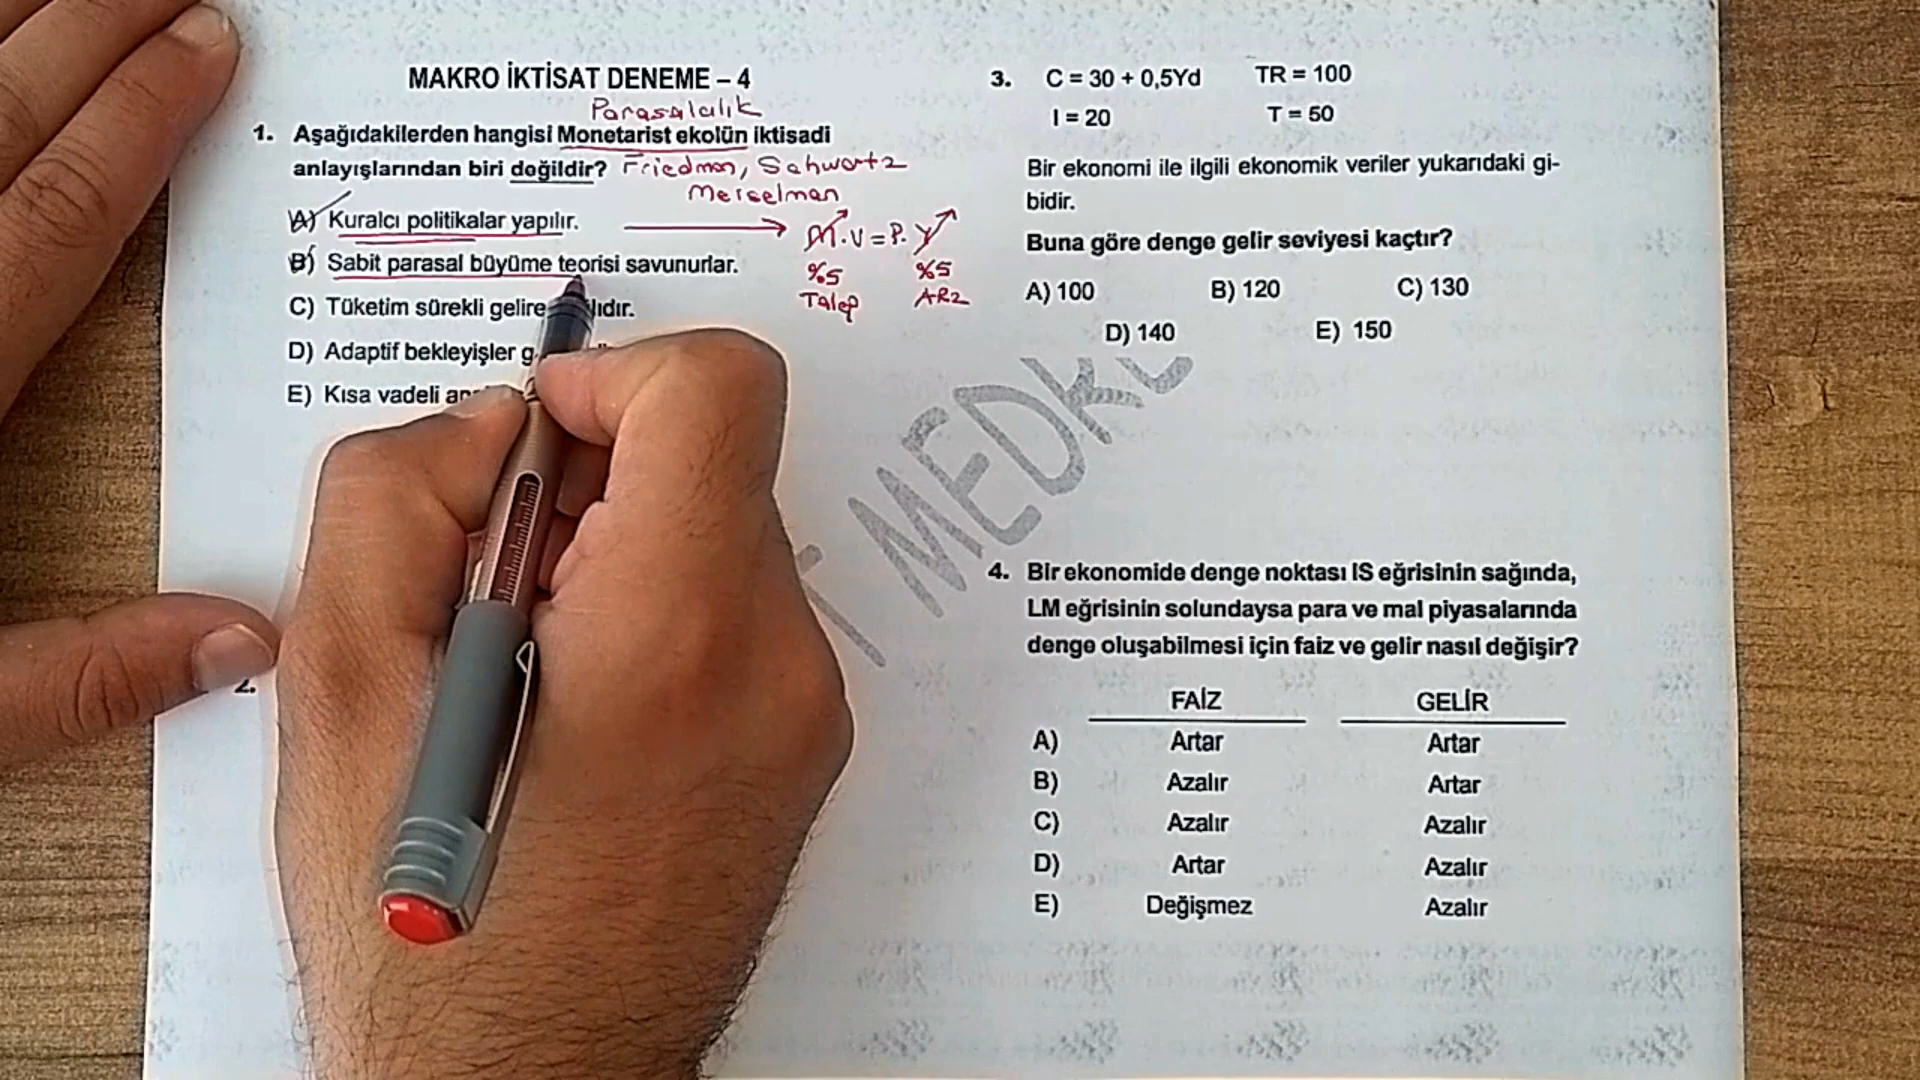 MAKRO İKTİSAT DENEME – 4
Parasalcılık
1. Aşağıdakilerden hangisi Monetarist ekolün iktisadi
anlayışlarından biri değildir? Friedman, Schwartz
Meiselman
A) Kuralcı politikalar yapılır.
M.V=P.Y
B) Sabit parasal büyüme teorisi savunurlar.
%5 %5
Talep ARZ
C) Tüketim sürekli gelire
D) Adaptif bekleyişler
E) Kısa vadeli
2.
3. C = 30 + 0,5Yd TR = 100
I = 20 T = 50
Bir ekonomi ile ilgili ekonomik veriler yukarıdaki gi-
bidir.
Buna göre denge gelir seviyesi kaçtır?
A) 100 B) 120 C) 130
D) 140 E) 150
4. Bir ekonomide denge noktası IS eğrisinin sağında,
LM eğrisinin solundaysa para ve mal piyasalarında
denge oluşabilmesi için faiz ve gelir nasıl değişir?
FAİZ GELİR
A) Artar Artar
B) Azalır Artar
C) Azalır Azalır
D) Artar Azalır
E) Değişmez Azalır